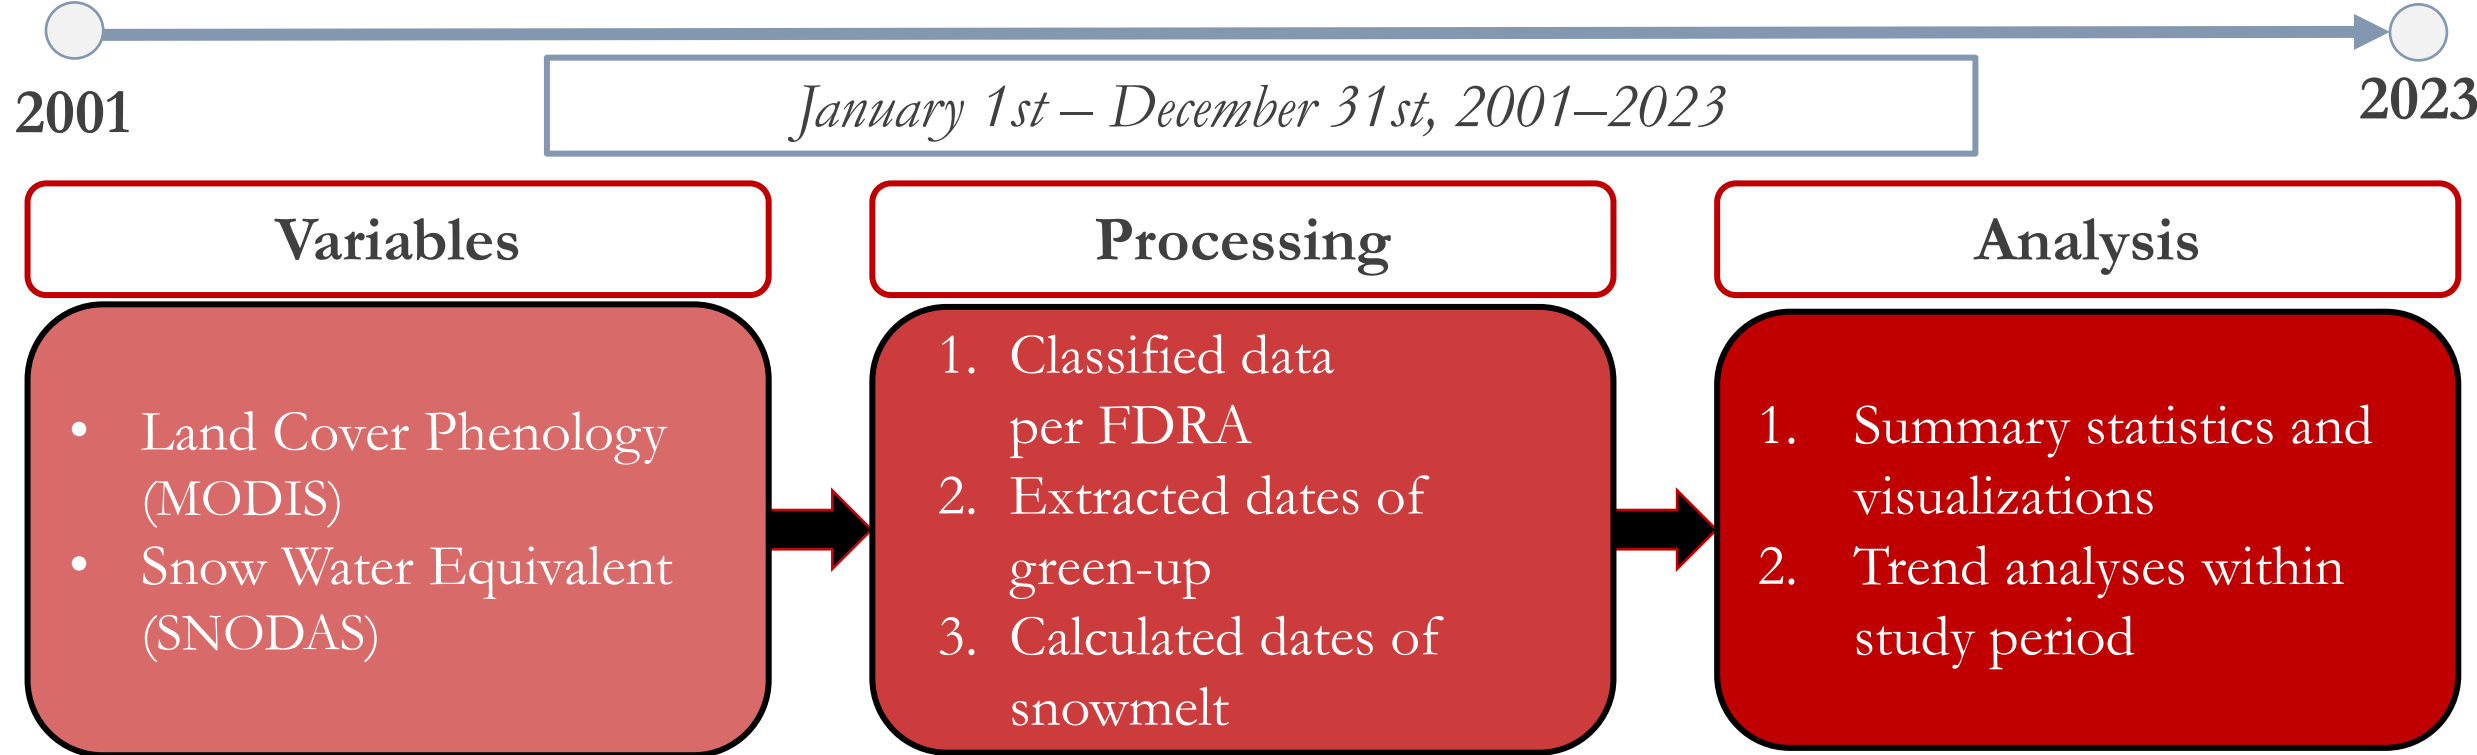 2001
January 1st – December 31st, 2001–2023
2023
Variables
• Land Cover Phenology
(MODIS)
• Snow Water Equivalent
(SNODAS)
Processing
1. Classified data
per FDRA
2. Extracted dates of
green-up
3. Calculated dates of
snowmelt
Analysis
1. Summary statistics and
visualizations
2. Trend analyses within
study period